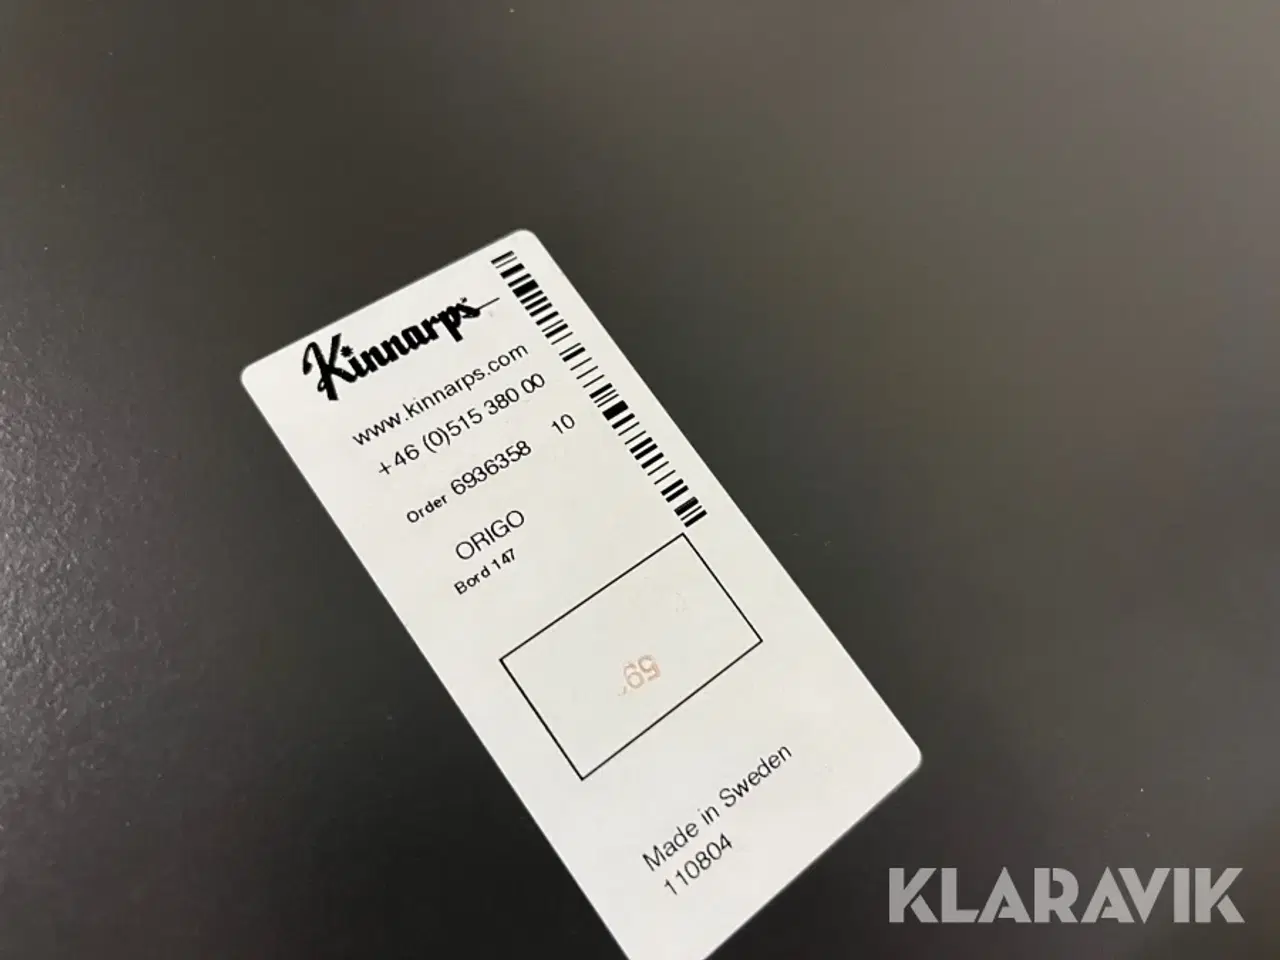 Kinnarps
www.kinnarps.com
+46 (0)515 380 00
Order 6936358 10
ORIGO
Bord 147
Made in Sweden
110804
KLARAVIK